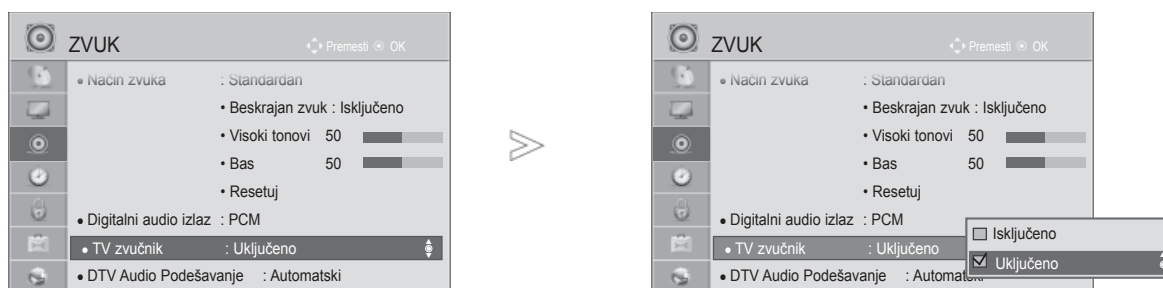 ZVUK
Premesti OK
• Način zvuka : Standardan
• Beskrajan zvuk : Isključeno
• Visoki tonovi 50
• Bas 50
• Resetuj
• Digitalni audio izlaz : PCM
• TV zvučnik : Uključeno
• DTV Audio Podešavanje : Automatski
ZVUK
Premesti OK
• Način zvuka : Standardan
• Beskrajan zvuk : Isključeno
• Visoki tonovi 50
• Bas 50
• Resetuj
• Digitalni audio izlaz : PCM
• TV zvučnik : Uključeno
• DTV Audio Podešavanje : Automatski
Isključeno
Uključeno